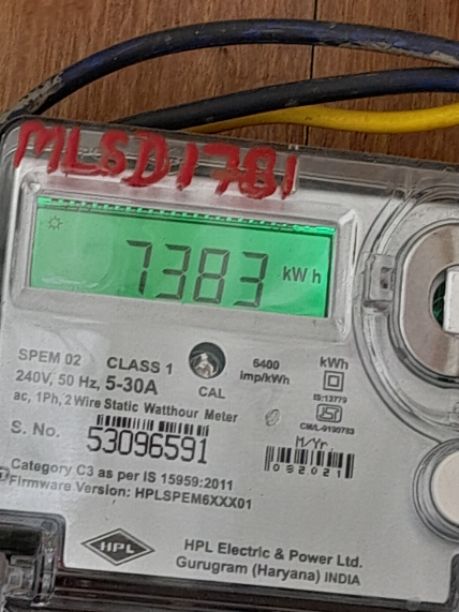 MLSD1781
7383 kWh
SPEM 02 CLASS 1
240V, 50 Hz, 5-30A
CAL
6400
imp/kWh
kWh
IS:13779
CM/L-9190783
ac, 1Ph, 2 Wire Static Watthour Meter
S. No. 53096591
M/Yr.
092021
Category C3 as per IS 15959:2011
Firmware Version: HPLSPEM6XXX01
HPL
HPL Electric & Power Ltd.
Gurugram (Haryana) INDIA